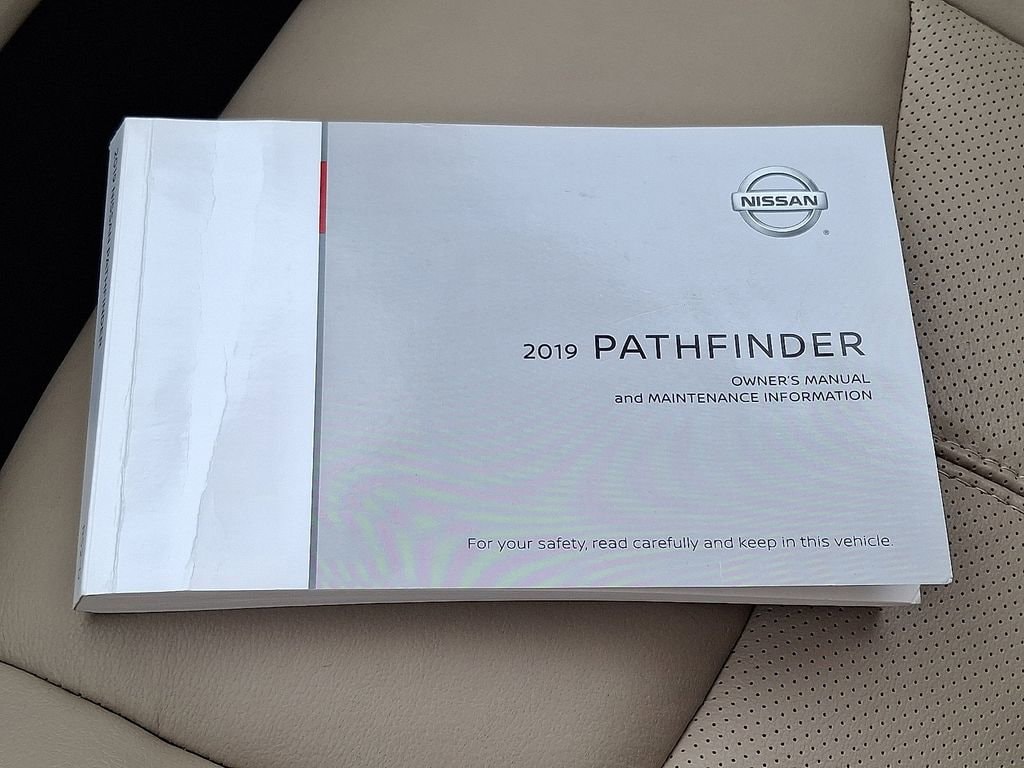 NISSAN
®
2019 PATHFINDER
OWNER'S MANUAL
and MAINTENANCE INFORMATION
For your safety, read carefully and keep in this vehicle.